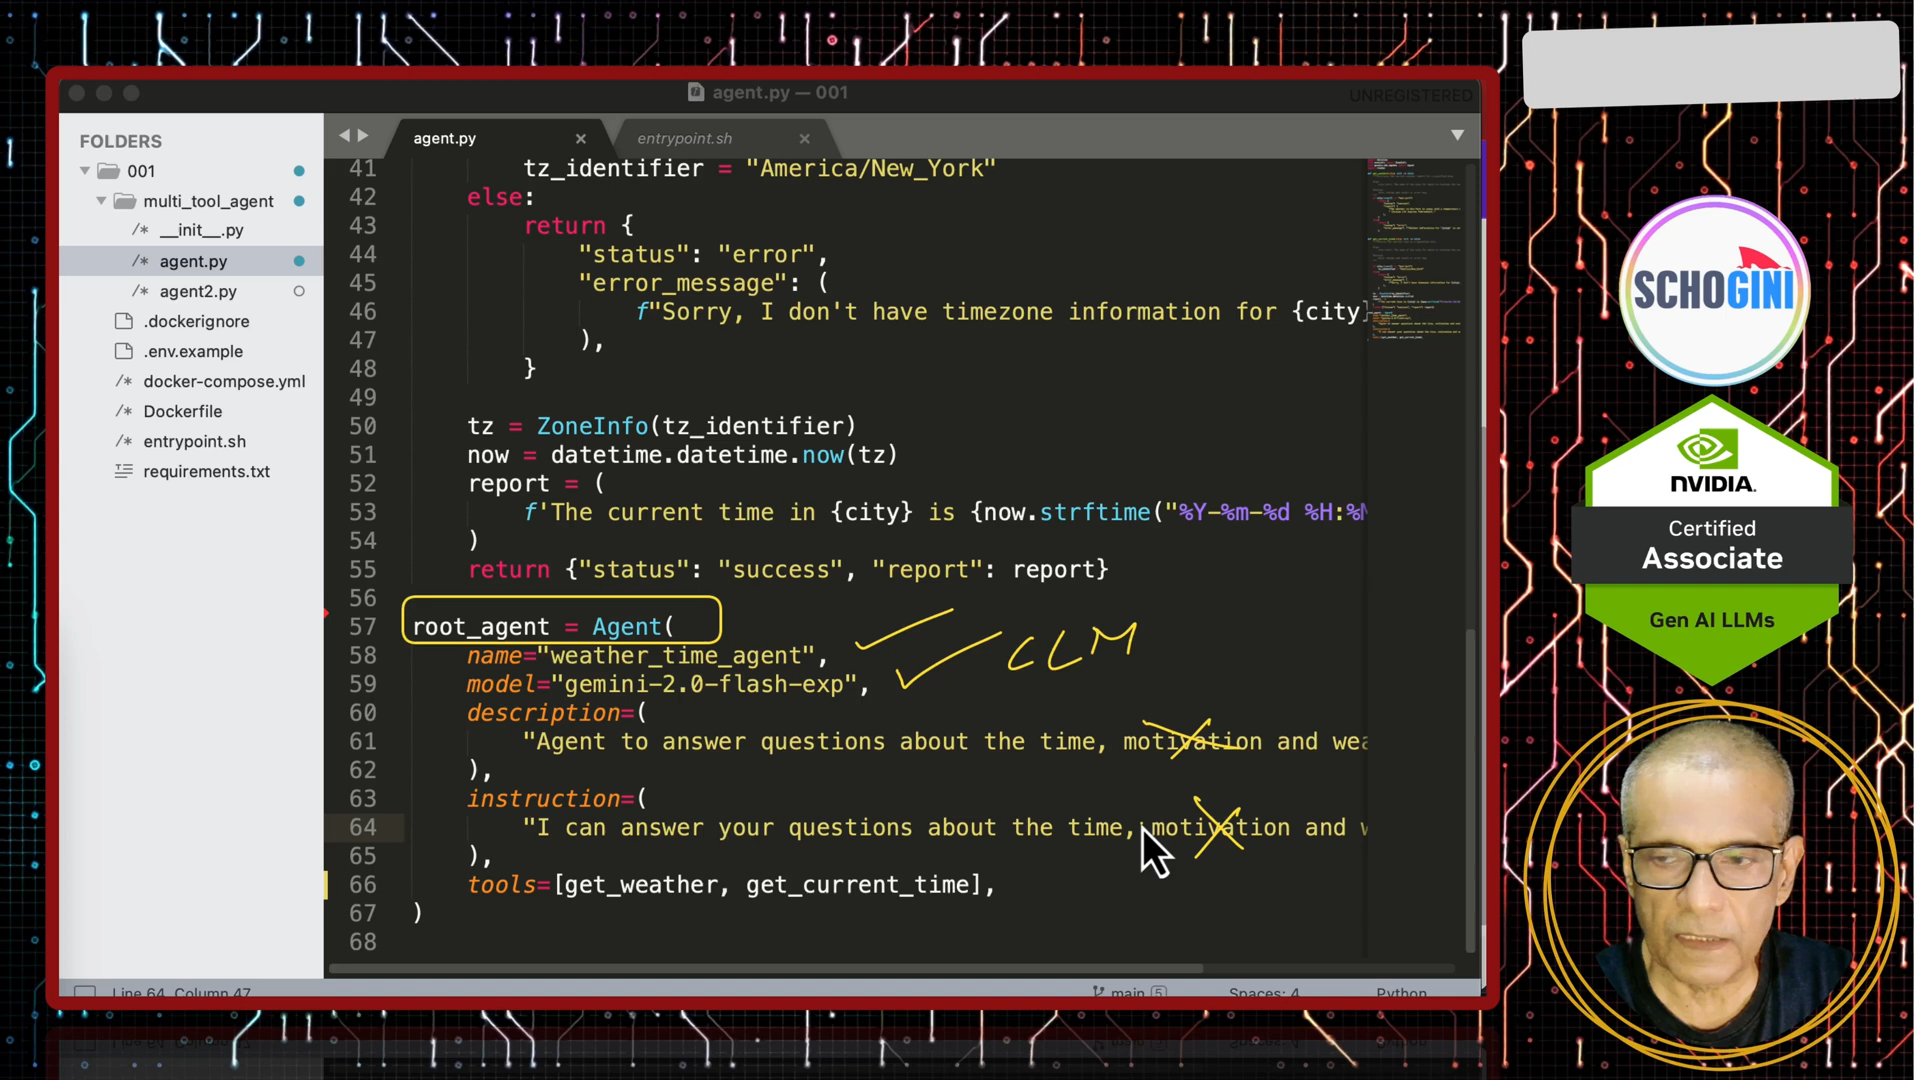 agent.py — 001
UNREGISTERED
FOLDERS
001
multi_tool_agent
/* __init__.py
/* agent.py
/* agent2.py
.dockerignore
.env.example
/* docker-compose.yml
/* Dockerfile
/* entrypoint.sh
requirements.txt
agent.py
entrypoint.sh
41 tz_identifier = "America/New_York"
42 else:
43 return {
44 "status": "error",
45 "error_message": (
46 f"Sorry, I don't have timezone information for {city}
47 ),
48 }
49
50 tz = ZoneInfo(tz_identifier)
51 now = datetime.datetime.now(tz)
52 report = (
53 f'The current time in {city} is {now.strftime("%Y-%m-%d %H:%M
54 )
55 return {"status": "success", "report": report}
56
57 root_agent = Agent(
58 name="weather_time_agent",
59 model="gemini-2.0-flash-exp",
60 description=(
61 "Agent to answer questions about the time, motivation and wea
62 ),
63 instruction=(
64 "I can answer your questions about the time, motivation and w
65 ),
66 tools=[get_weather, get_current_time],
67 )
68
LLM
Line 64, Column 47
main 5
Spaces: 4
Python
SCHOGINI
NVIDIA.
Certified
Associate
Gen AI LLMs